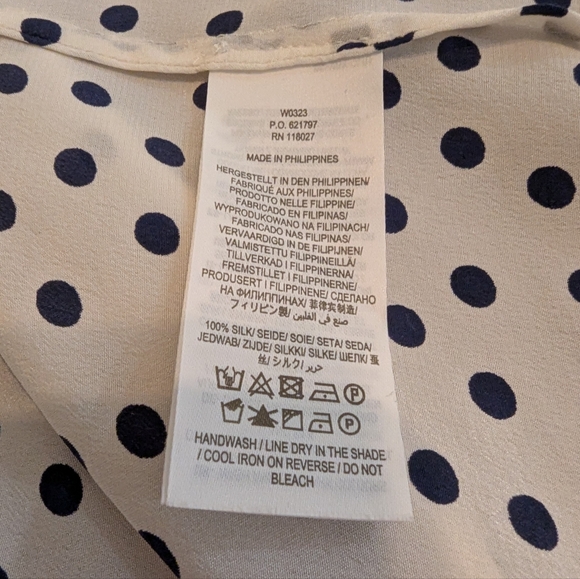 W0323
P.O. 621797
RN 118027
MADE IN PHILIPPINES
HERGESTELLT IN DEN PHILIPPINEN/
FABRIQUÉ AUX PHILIPPINES/
PRODOTTO NELLE FILIPPINE/
FABRICADO EN FILIPINAS/
WYPRODUKOWANO NA FILIPINACH/
FABRICADO NAS FILIPINAS/
VERVAARDIGD IN DE FILIJNEN/
VALMISTETTU FILIPPIINEILLÄ/
TILLVERKAD I FILIPPINERNA/
FREMSTILLET I FILIPPINERNE/
PRODUSERT I FILIPPINENE/ СДЕЛАНО
НА ФИЛИППИНАХ/ 菲律宾制造/
フィリピン製/ صنع في الفلبين
100% SILK/ SEIDE/ SOIE/ SETA/ SEDA/
JEDWAB/ ZIJDE/ SILKKI/ SILKE/ ШЕЛК/ 蚕
丝/ シルク/ حرير
P
P
HANDWASH / LINE DRY IN THE SHADE
/ COOL IRON ON REVERSE / DO NOT
BLEACH